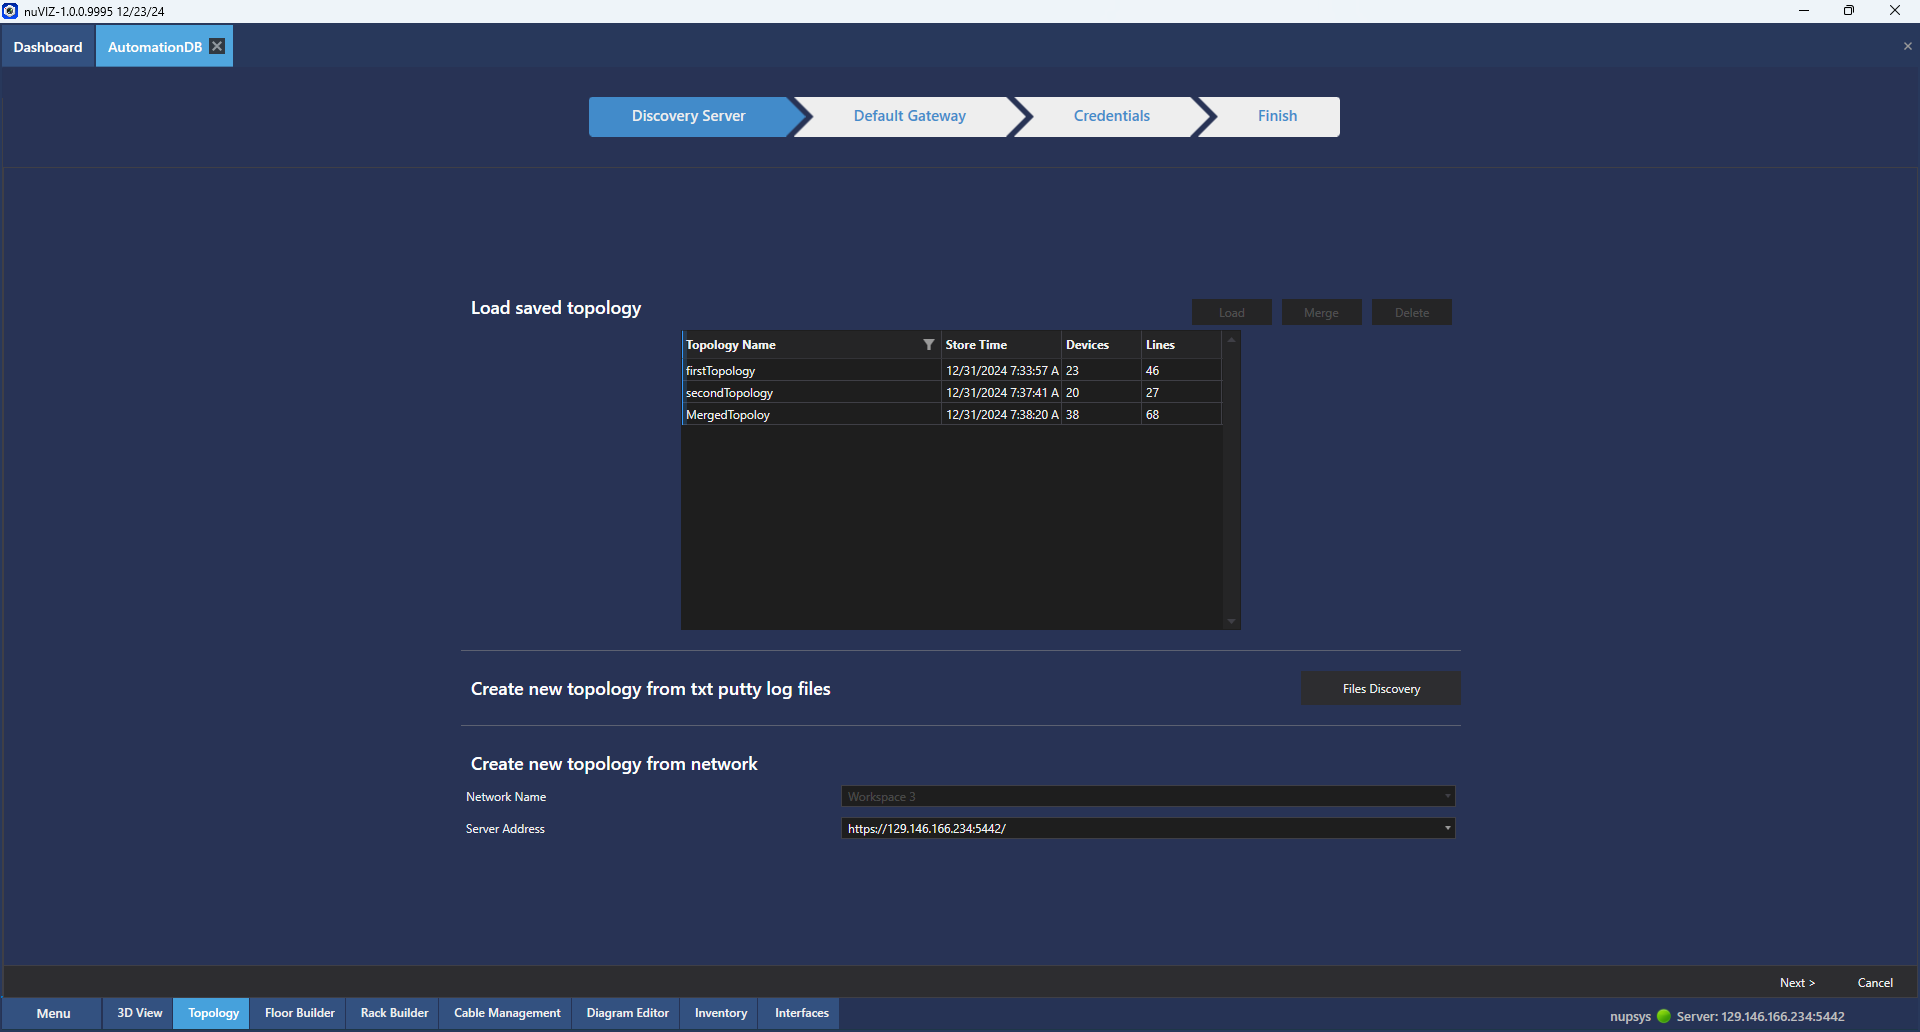 nuVIZ-1.0.0.9995 12/23/24
Dashboard
AutomationDB
Discovery Server
Default Gateway
Credentials
Finish
Load saved topology
Load
Merge
Delete
Topology Name
Store Time
Devices
Lines
firstTopology
12/31/2024 7:33:57 A
23
46
secondTopology
12/31/2024 7:37:41 A
20
27
MergedTopoloy
12/31/2024 7:38:20 A
38
68
Create new topology from txt putty log files
Files Discovery
Create new topology from network
Network Name
Workspace 3
Server Address
https://129.146.166.234:5442/
Next >
Cancel
Menu
3D View
Topology
Floor Builder
Rack Builder
Cable Management
Diagram Editor
Inventory
Interfaces
nupsys
Server: 129.146.166.234:5442